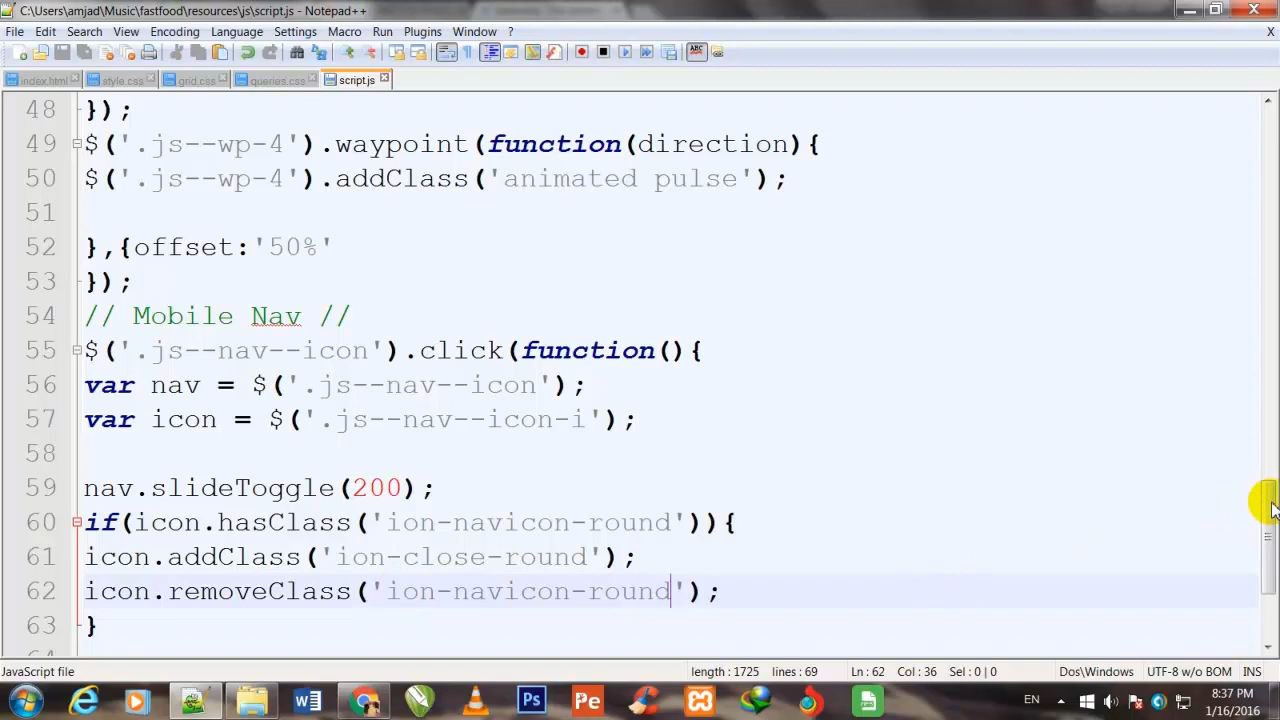 C:\Users\amjad\Music\fastfood\resources\js\script.js - Notepad++
File Edit Search View Encoding Language Settings Macro Run Plugins Window ? X
index.html style.css grid.css queries.css script.js
48 });
49 $('.js--wp-4').waypoint(function(direction){
50 $('.js--wp-4').addClass('animated pulse');
51
52 },{offset:'50%'
53 });
54 // Mobile Nav //
55 $('.js--nav--icon').click(function(){
56 var nav = $('.js--nav--icon');
57 var icon = $('.js--nav--icon-i');
58
59 nav.slideToggle(200);
60 if(icon.hasClass('ion-navicon-round')){
61 icon.addClass('ion-close-round');
62 icon.removeClass('ion-navicon-round');
63 }
JavaScript file length : 1725 lines : 69 Ln : 62 Col : 36 Sel : 0 | 0 Dos\Windows UTF-8 w/o BOM INS
W Ps Pe EN 8:37 PM
1/16/2016